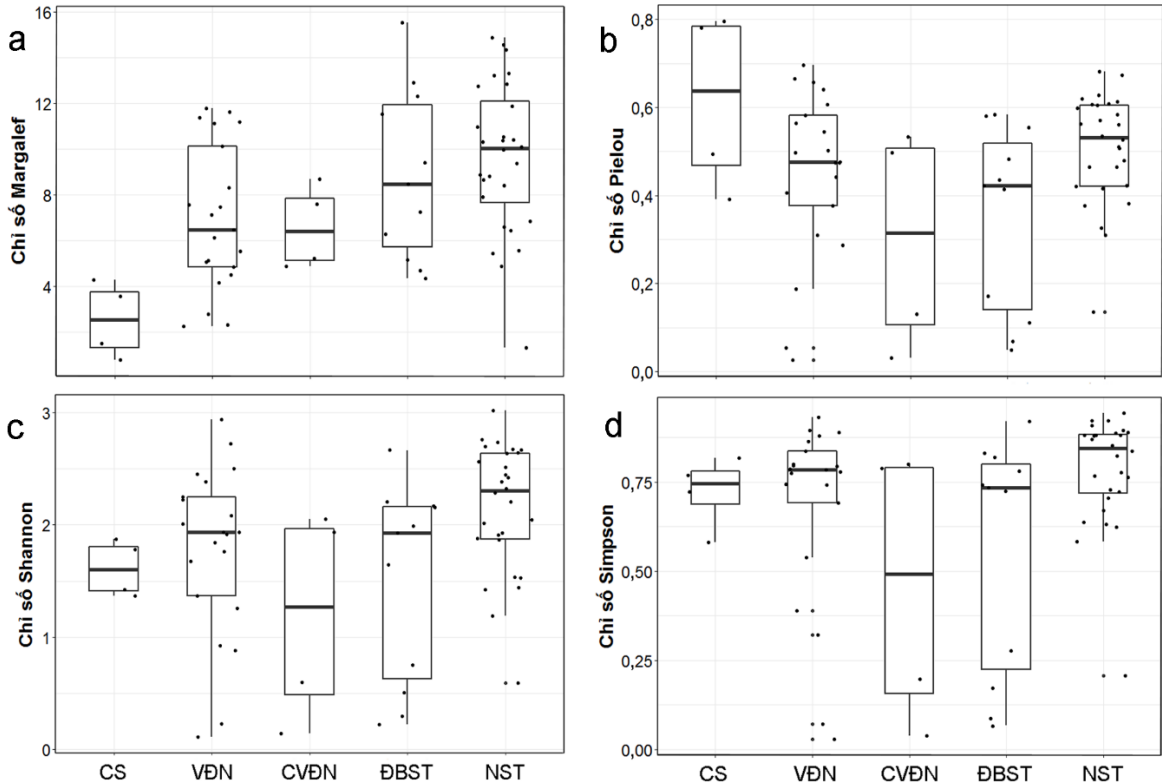 a
Chỉ số Margalef
16
12
8
4
b
Chỉ số Pielou
0,8
0,6
0,4
0,2
0,0
c
Chỉ số Shannon
3
2
1
0
CS VĐN CVĐN ĐBST NST
d
Chỉ số Simpson
0,75
0,50
0,25
0,00
CS VĐN CVĐN ĐBST NST